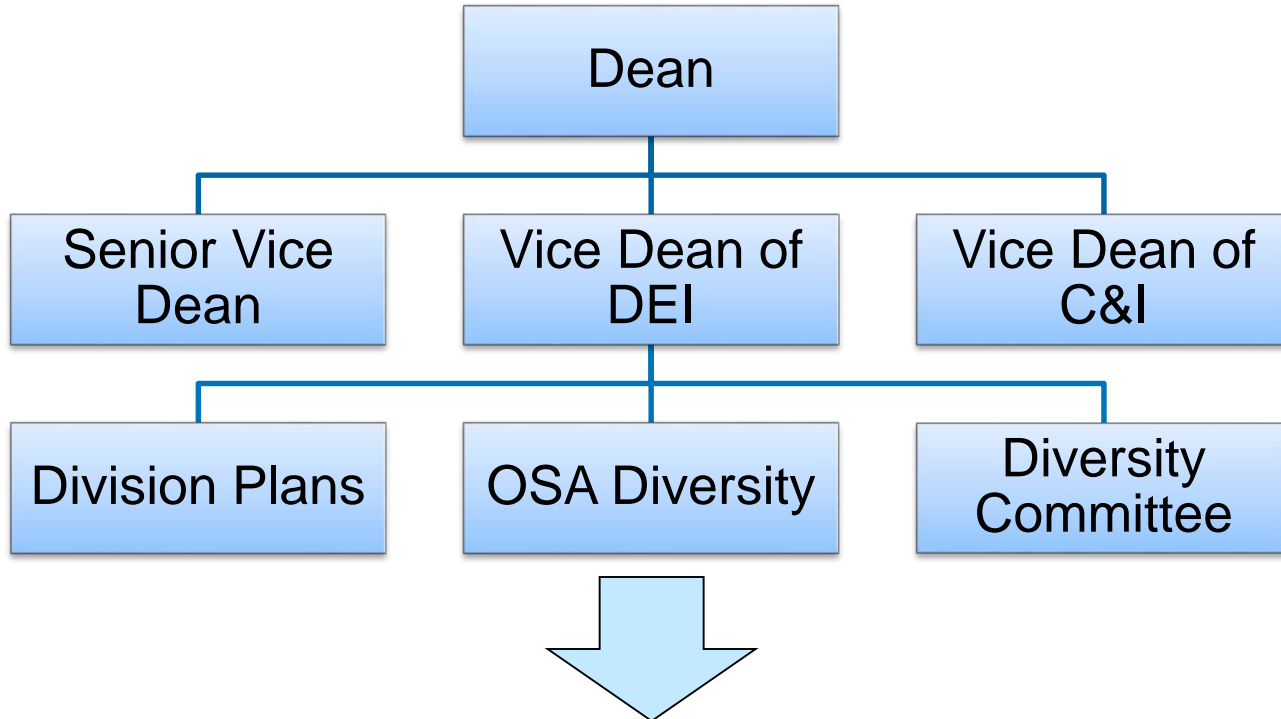 Dean
Senior Vice
Dean
Vice Dean of
DEI
Vice Dean of
C&I
Division Plans
OSA Diversity
Diversity
Committee